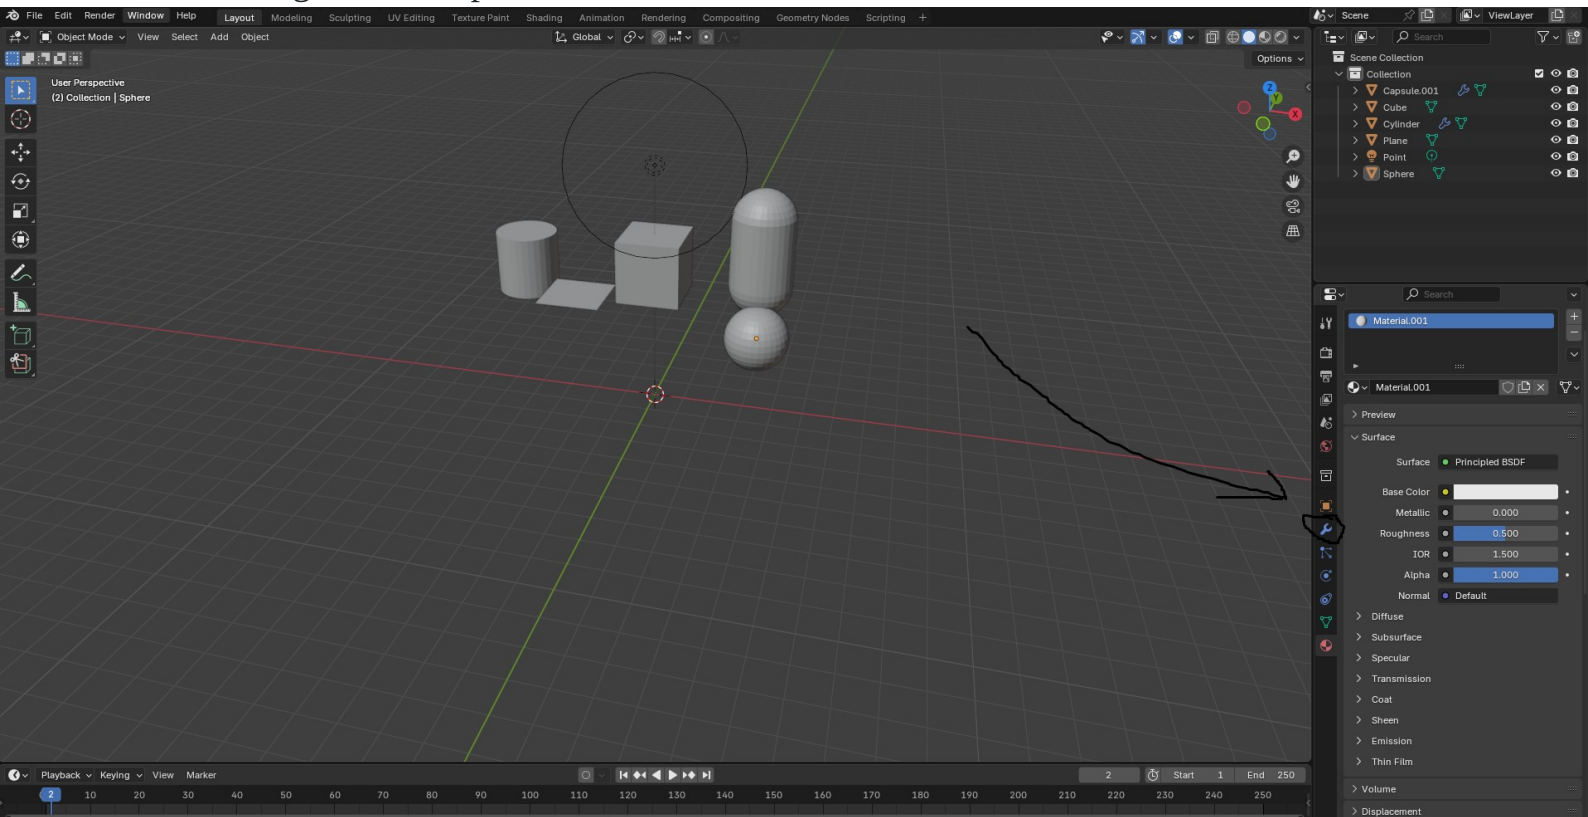 File Edit Render Window Help Layout Modeling Sculpting UV Editing Texture Paint Shading Animation Rendering Compositing Geometry Nodes Scripting + Scene ViewLayer
Object Mode View Select Add Object Global Search
Options
User Perspective
(2) Collection | Sphere
Z
Y
X
Scene Collection
Collection
Capsule.001
Cube
Cylinder
Plane
Point
Sphere
Search
Material.001
Material.001
Preview
Surface
Surface Principled BSDF
Base Color
Metallic 0.000
Roughness 0.500
IOR 1.500
Alpha 1.000
Normal Default
Diffuse
Subsurface
Specular
Transmission
Coat
Sheen
Emission
Thin Film
Volume
Displacement
Playback Keying View Marker 2 Start 1 End 250
2 10 20 30 40 50 60 70 80 90 100 110 120 130 140 150 160 170 180 190 200 210 220 230 240 250